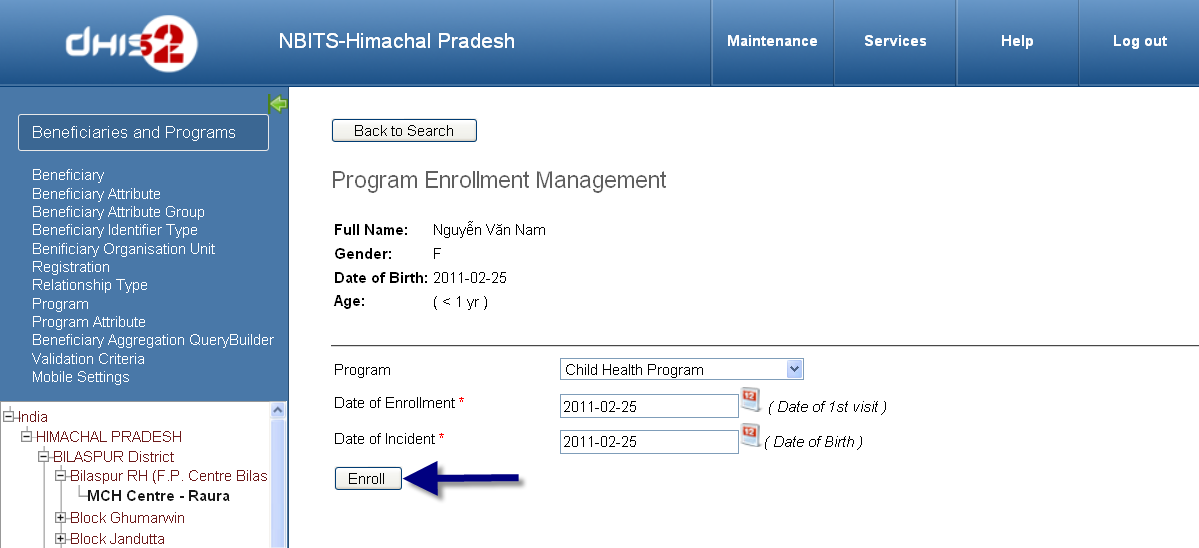 dHIS2
NBITS-Himachal Pradesh
Maintenance
Services
Help
Log out
Beneficiaries and Programs
Beneficiary
Beneficiary Attribute
Beneficiary Attribute Group
Beneficiary Identifier Type
Benificiary Organisation Unit
Registration
Relationship Type
Program
Program Attribute
Beneficiary Aggregation QueryBuilder
Validation Criteria
Mobile Settings
India
HIMACHAL PRADESH
BILASPUR District
Bilaspur RH (F.P. Centre Bilas
MCH Centre - Raura
Block Ghumarwin
Block Jandutta
Back to Search
Program Enrollment Management
Full Name: Nguyễn Văn Nam
Gender: F
Date of Birth: 2011-02-25
Age: ( < 1 yr )
Program Child Health Program
Date of Enrollment * 2011-02-25 12 ( Date of 1st visit )
Date of Incident * 2011-02-25 12 ( Date of Birth )
Enroll